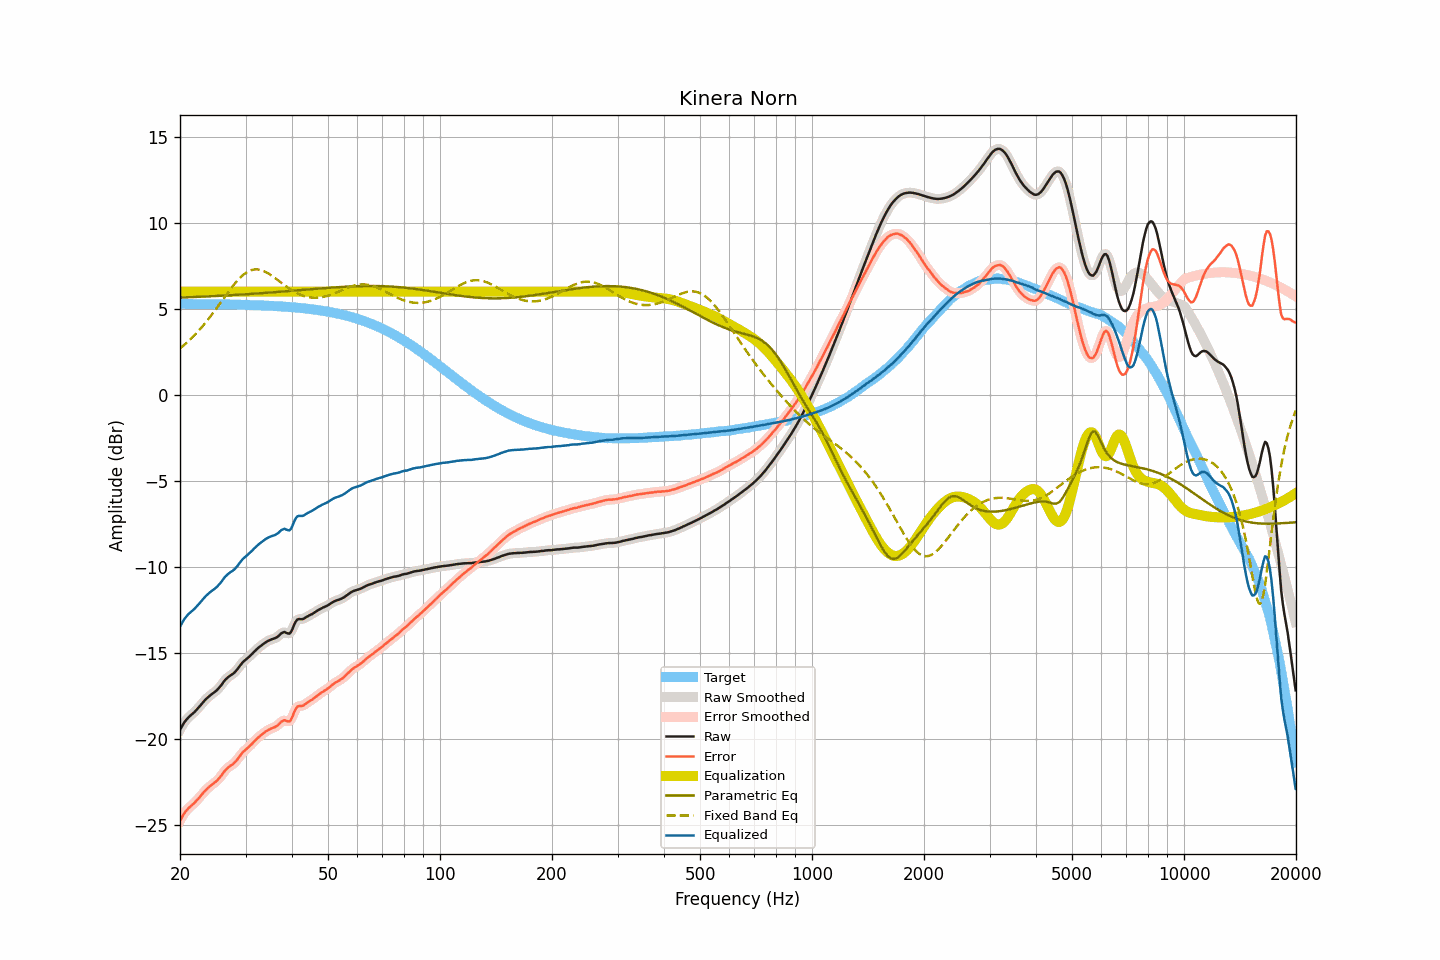 Kinera Norn
15
10
5
0
−5
−10
−15
−20
−25
Amplitude (dBr)
Target
Raw Smoothed
Error Smoothed
Raw
Error
Equalization
Parametric Eq
Fixed Band Eq
Equalized
20 50 100 200 500 1000 2000 5000 10000 20000
Frequency (Hz)